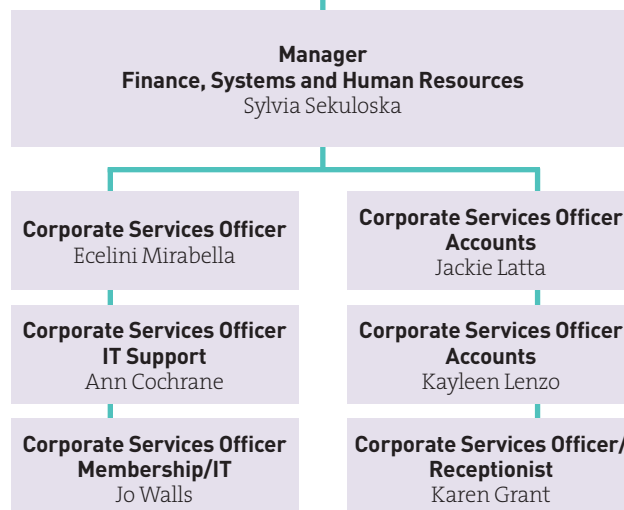 Manager
Finance, Systems and Human Resources
Sylvia Sekuloska
Corporate Services Officer
Ecelini Mirabella
Corporate Services Officer
Accounts
Jackie Latta
Corporate Services Officer
IT Support
Ann Cochrane
Corporate Services Officer
Accounts
Kayleen Lenzo
Corporate Services Officer
Membership/IT
Jo Walls
Corporate Services Officer/
Receptionist
Karen Grant